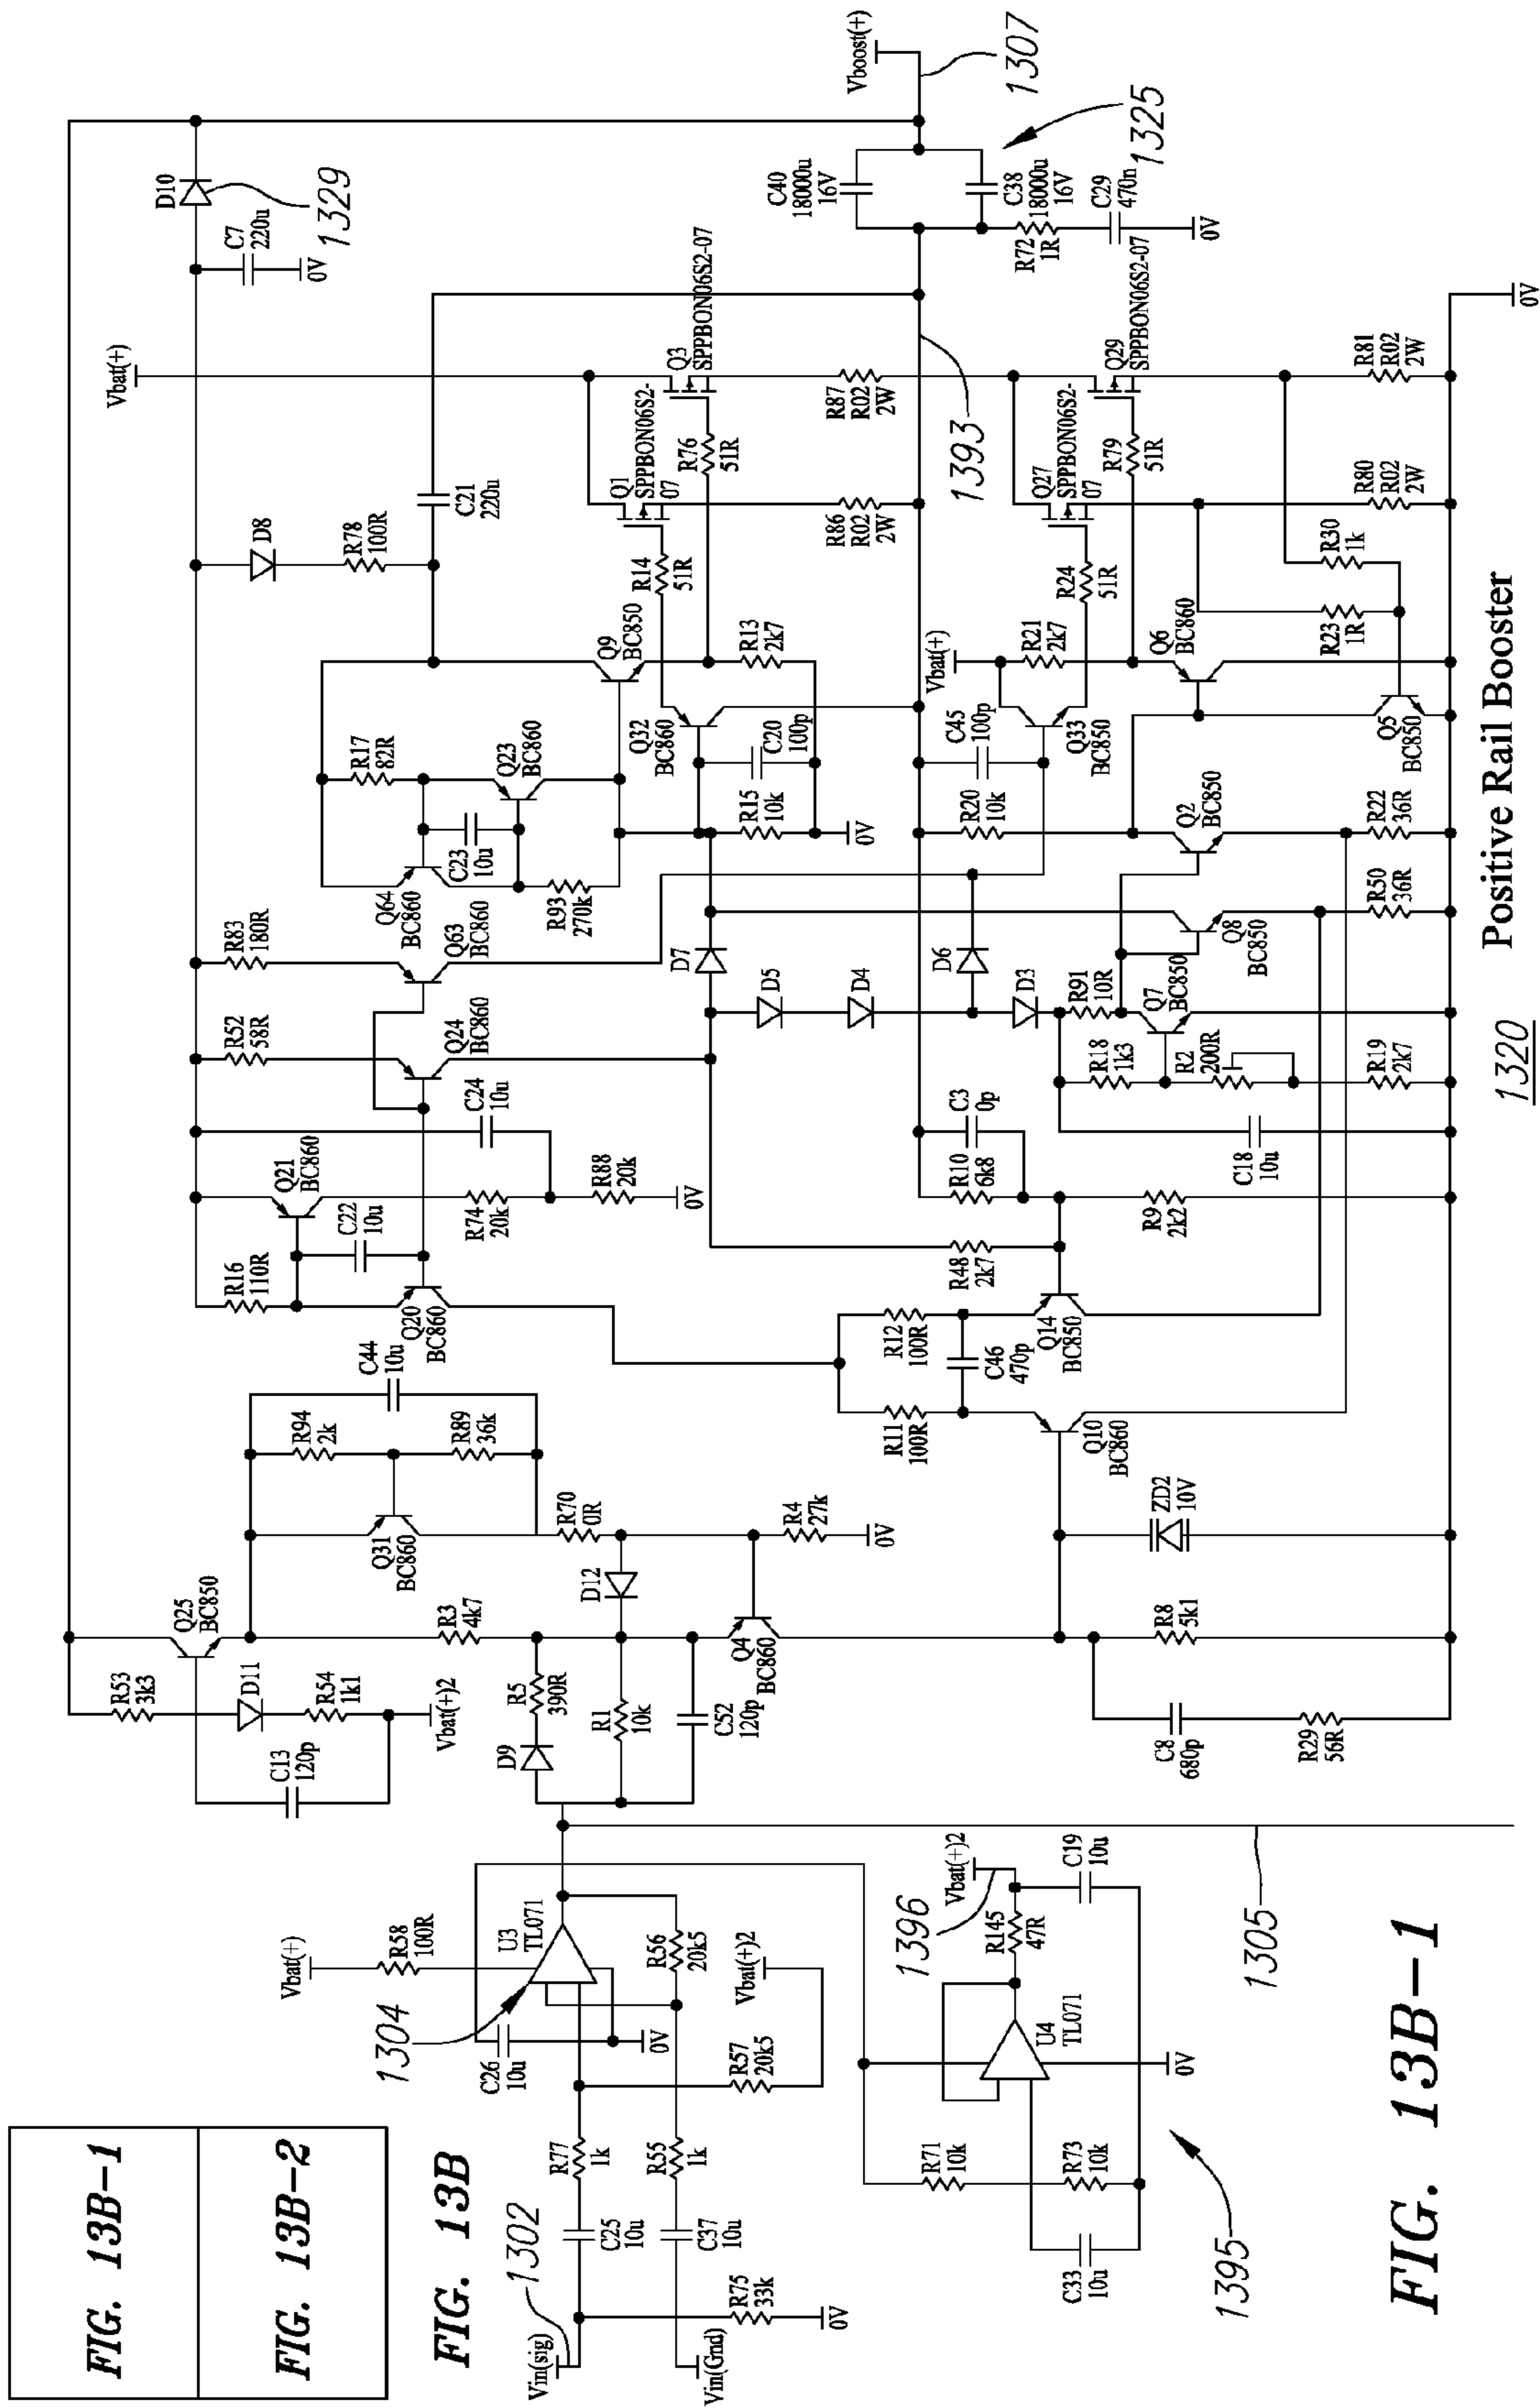 FIG. 13B-1
FIG. 13B-2
FIG. 13B
Vbat(+)
D10
C7
220u
0V
1329
D8
R78
100R
C21
220u
R83
180R
R52
58R
Q63
BC860
Q24
BC860
Q64
BC860
R17
82R
C23
10u
Q23
BC860
R93
270k
Q9
BC850
R13
2k7
Q32
BC860
C20
100p
R15
10k
0V
R14
51R
Q1
SPPBON06S2-
07
R76
51R
Q3
SPPBON06S2-07
R86
R02
2W
R87
R02
2W
1393
C40
18000u
16V
C38
18000u
16V
R72
1R
C29
470n
0V
1325
Vboost(+)
1307
Q21
BC860
R16
110R
C22
10u
Q20
BC860
R74
20k
C24
10u
R88
20k
0V
C44
10u
R94
2k
R89
36k
Q31
BC860
R70
0R
D12
R4
27k
0V
Q25
BC850
R53
3k3
D11
R54
1k1
C13
120p
Vbat(+)2
R3
4k7
R5
390R
D9
R1
10k
C52
120p
Q4
BC860
Vbat(+)
R58
100R
U3
TL071
1304
C26
10u
0V
R56
20k5
R57
20k5
Vbat(+)2
R77
1k
R55
1k
C25
10u
C37
10u
1302
Vin(sig)
Vin(Gnd)
R75
33k
0V
R71
10k
R73
10k
C33
10u
U4
TL071
0V
R145
47R
C19
10u
Vbat(+)2
1396
1395
1305
D7
D5
D4
D6
D3
R91
10R
R18
1k3
R2
200R
R19
2k7
Q7
BC850
Q8
BC850
Q2
BC850
R50
36R
R22
36R
C3
0p
R10
6k8
R9
2k2
C18
10u
R48
2k7
R12
100R
R11
100R
C46
470p
Q14
BC850
Q10
BC860
ZD2
10V
R8
5k1
C8
680p
R29
56R
Vbat(+)
R21
2k7
C45
100p
R20
10k
Q33
BC850
R24
51R
Q27
SPPBON06S2-
07
R79
51R
Q29
SPPBON06S2-07
Q6
BC860
Q5
BC850
R23
1R
R30
1k
R80
R02
2W
R81
R02
2W
0V
Positive Rail Booster
1320
FIG. 13B-1